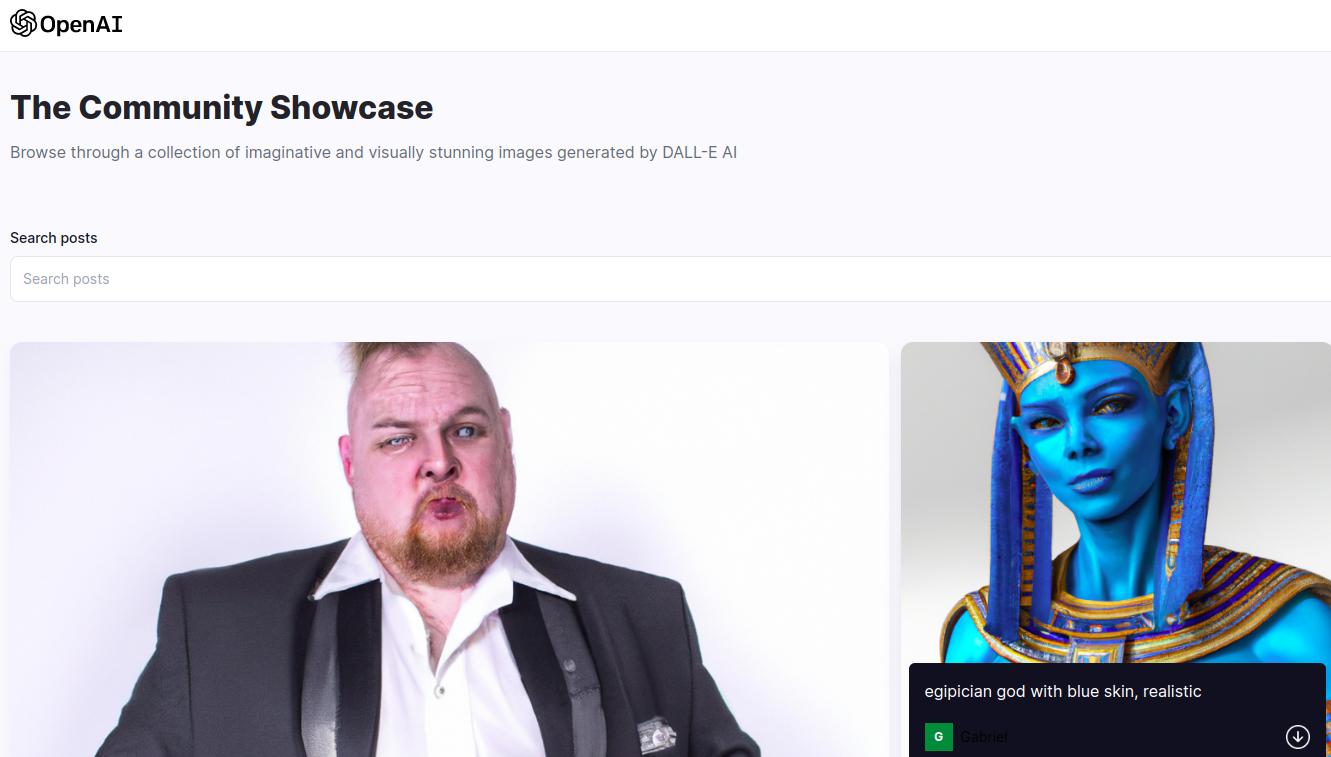 OpenAI
The Community Showcase
Browse through a collection of imaginative and visually stunning images generated by DALL-E AI
Search posts
Search posts
egipician god with blue skin, realistic
G Gabriel